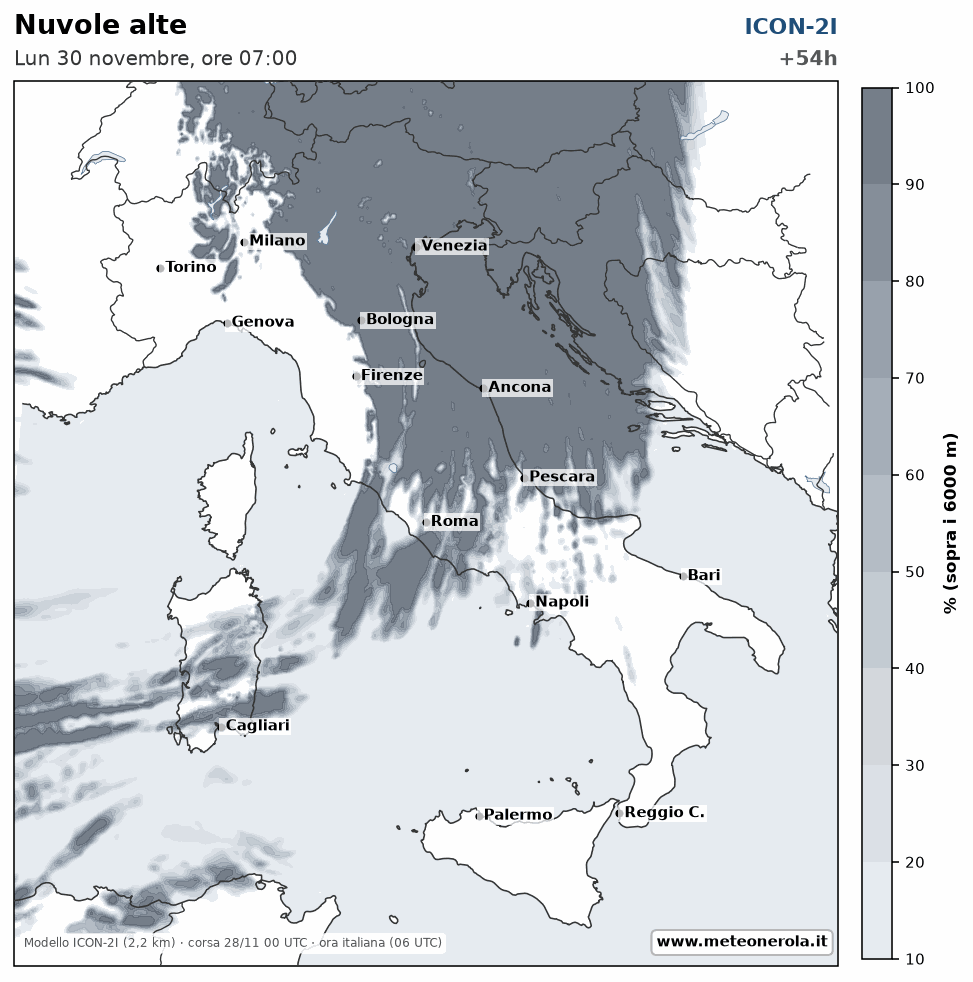 Nuvole alte
ICON-2I
Lun 30 novembre, ore 07:00
+54h
100
90
80
70
60
50
40
30
20
10
% (sopra i 6000 m)
Milano
Venezia
Torino
Genova
Bologna
Firenze
Ancona
Pescara
Roma
Bari
Napoli
Cagliari
Palermo
Reggio C.
Modello ICON-2I (2,2 km) · corsa 28/11 00 UTC · ora italiana (06 UTC)
www.meteonerola.it